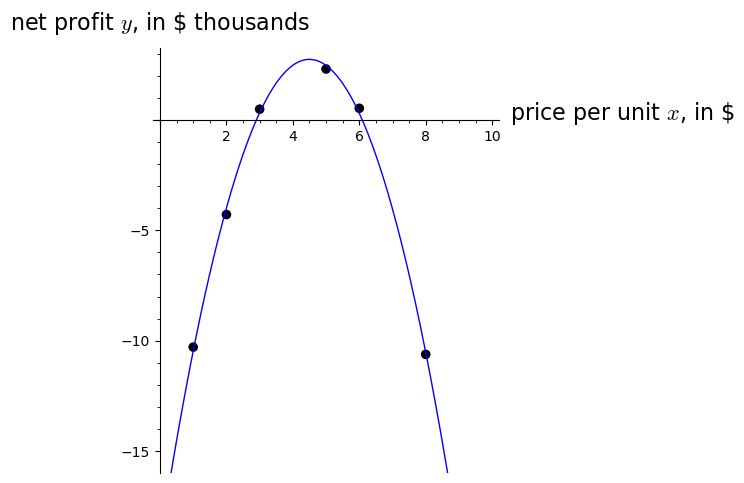 net profit y, in $ thousands
price per unit x, in $
2 4 6 8 10
−5
−10
−15